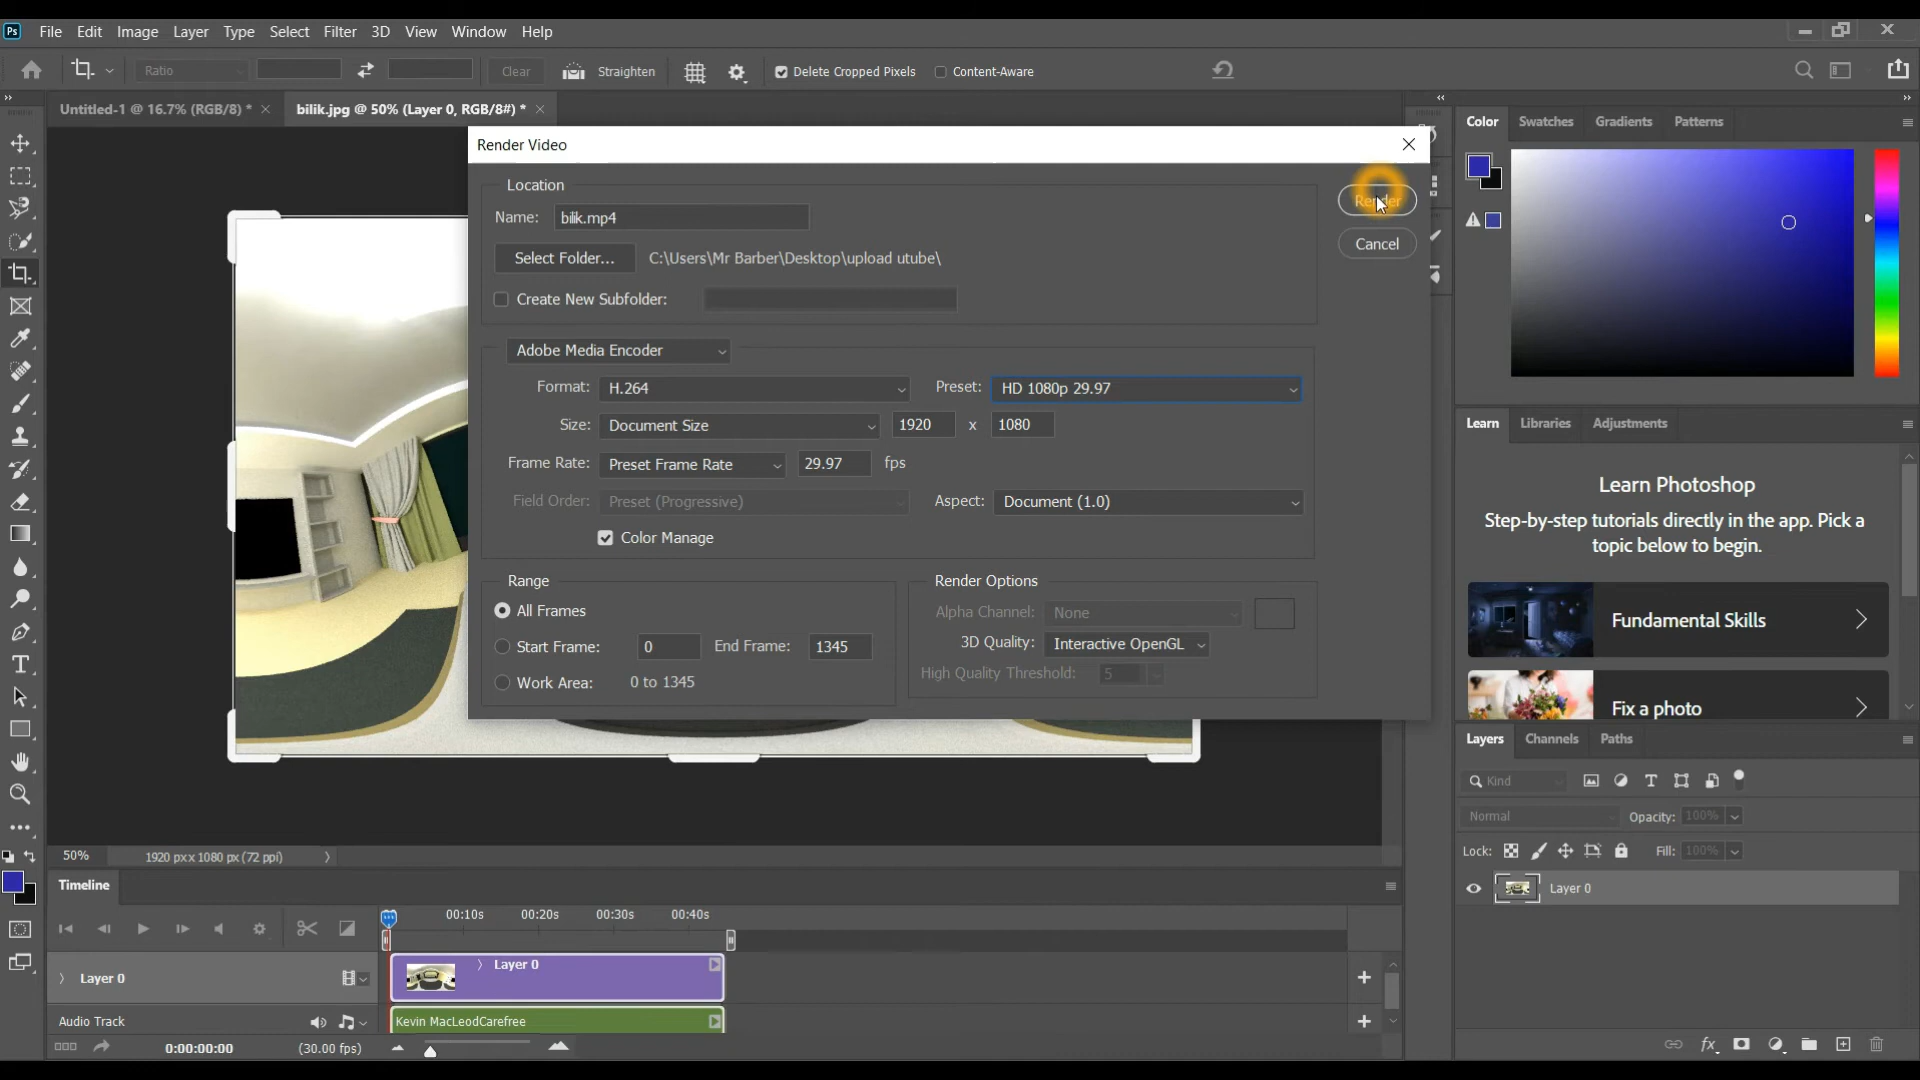 Ps File Edit Image Layer Type Select Filter 3D View Window Help
Ratio Clear Straighten Delete Cropped Pixels Content-Aware
Untitled-1 @ 16.7% (RGB/8) * bilik.jpg @ 50% (Layer 0, RGB/8#) *
Render Video
Location
Name: bilik.mp4
Select Folder... C:\Users\Mr Barber\Desktop\upload utube\
Create New Subfolder:
Render
Cancel
Adobe Media Encoder
Format: H.264 Preset: HD 1080p 29.97
Size: Document Size 1920 x 1080
Frame Rate: Preset Frame Rate 29.97 fps
Field Order: Preset (Progressive) Aspect: Document (1.0)
Color Manage
Range
All Frames
Start Frame: 0 End Frame: 1345
Work Area: 0 to 1345
Render Options
Alpha Channel: None
3D Quality: Interactive OpenGL
High Quality Threshold: 5
Color Swatches Gradients Patterns
Learn Libraries Adjustments
Learn Photoshop
Step-by-step tutorials directly in the app. Pick a
topic below to begin.
Fundamental Skills
Fix a photo
Layers Channels Paths
Kind
Normal Opacity: 100%
Lock: Fill: 100%
Layer 0
50% 1920 px x 1080 px (72 ppi)
Timeline
00:10s 00:20s 00:30s 00:40s
Layer 0 Layer 0
Audio Track Kevin MacLeodCarefree
0:00:00:00 (30.00 fps)
fx